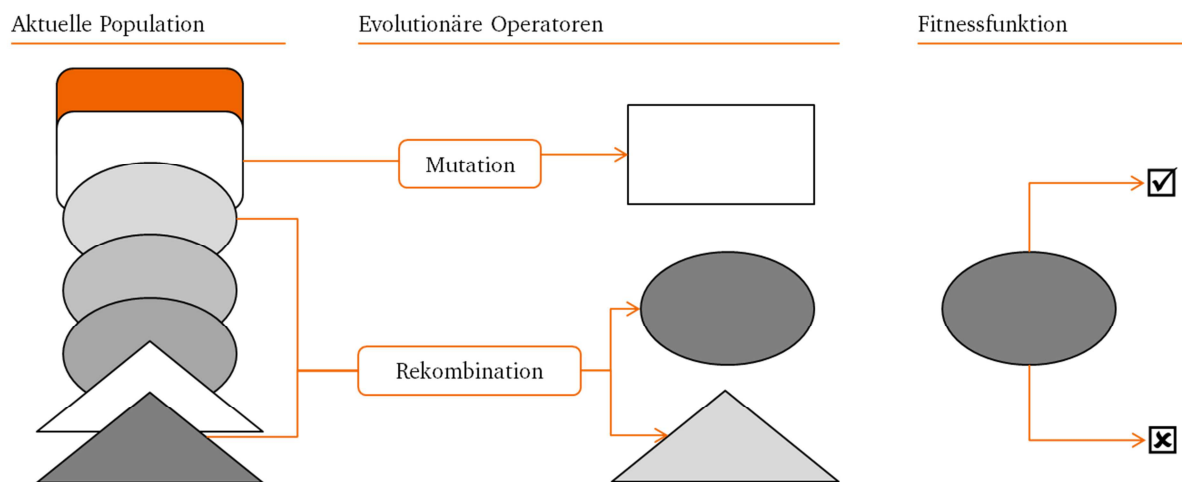 Aktuelle Population
Evolutionäre Operatoren
Fitnessfunktion
Mutation
Rekombination